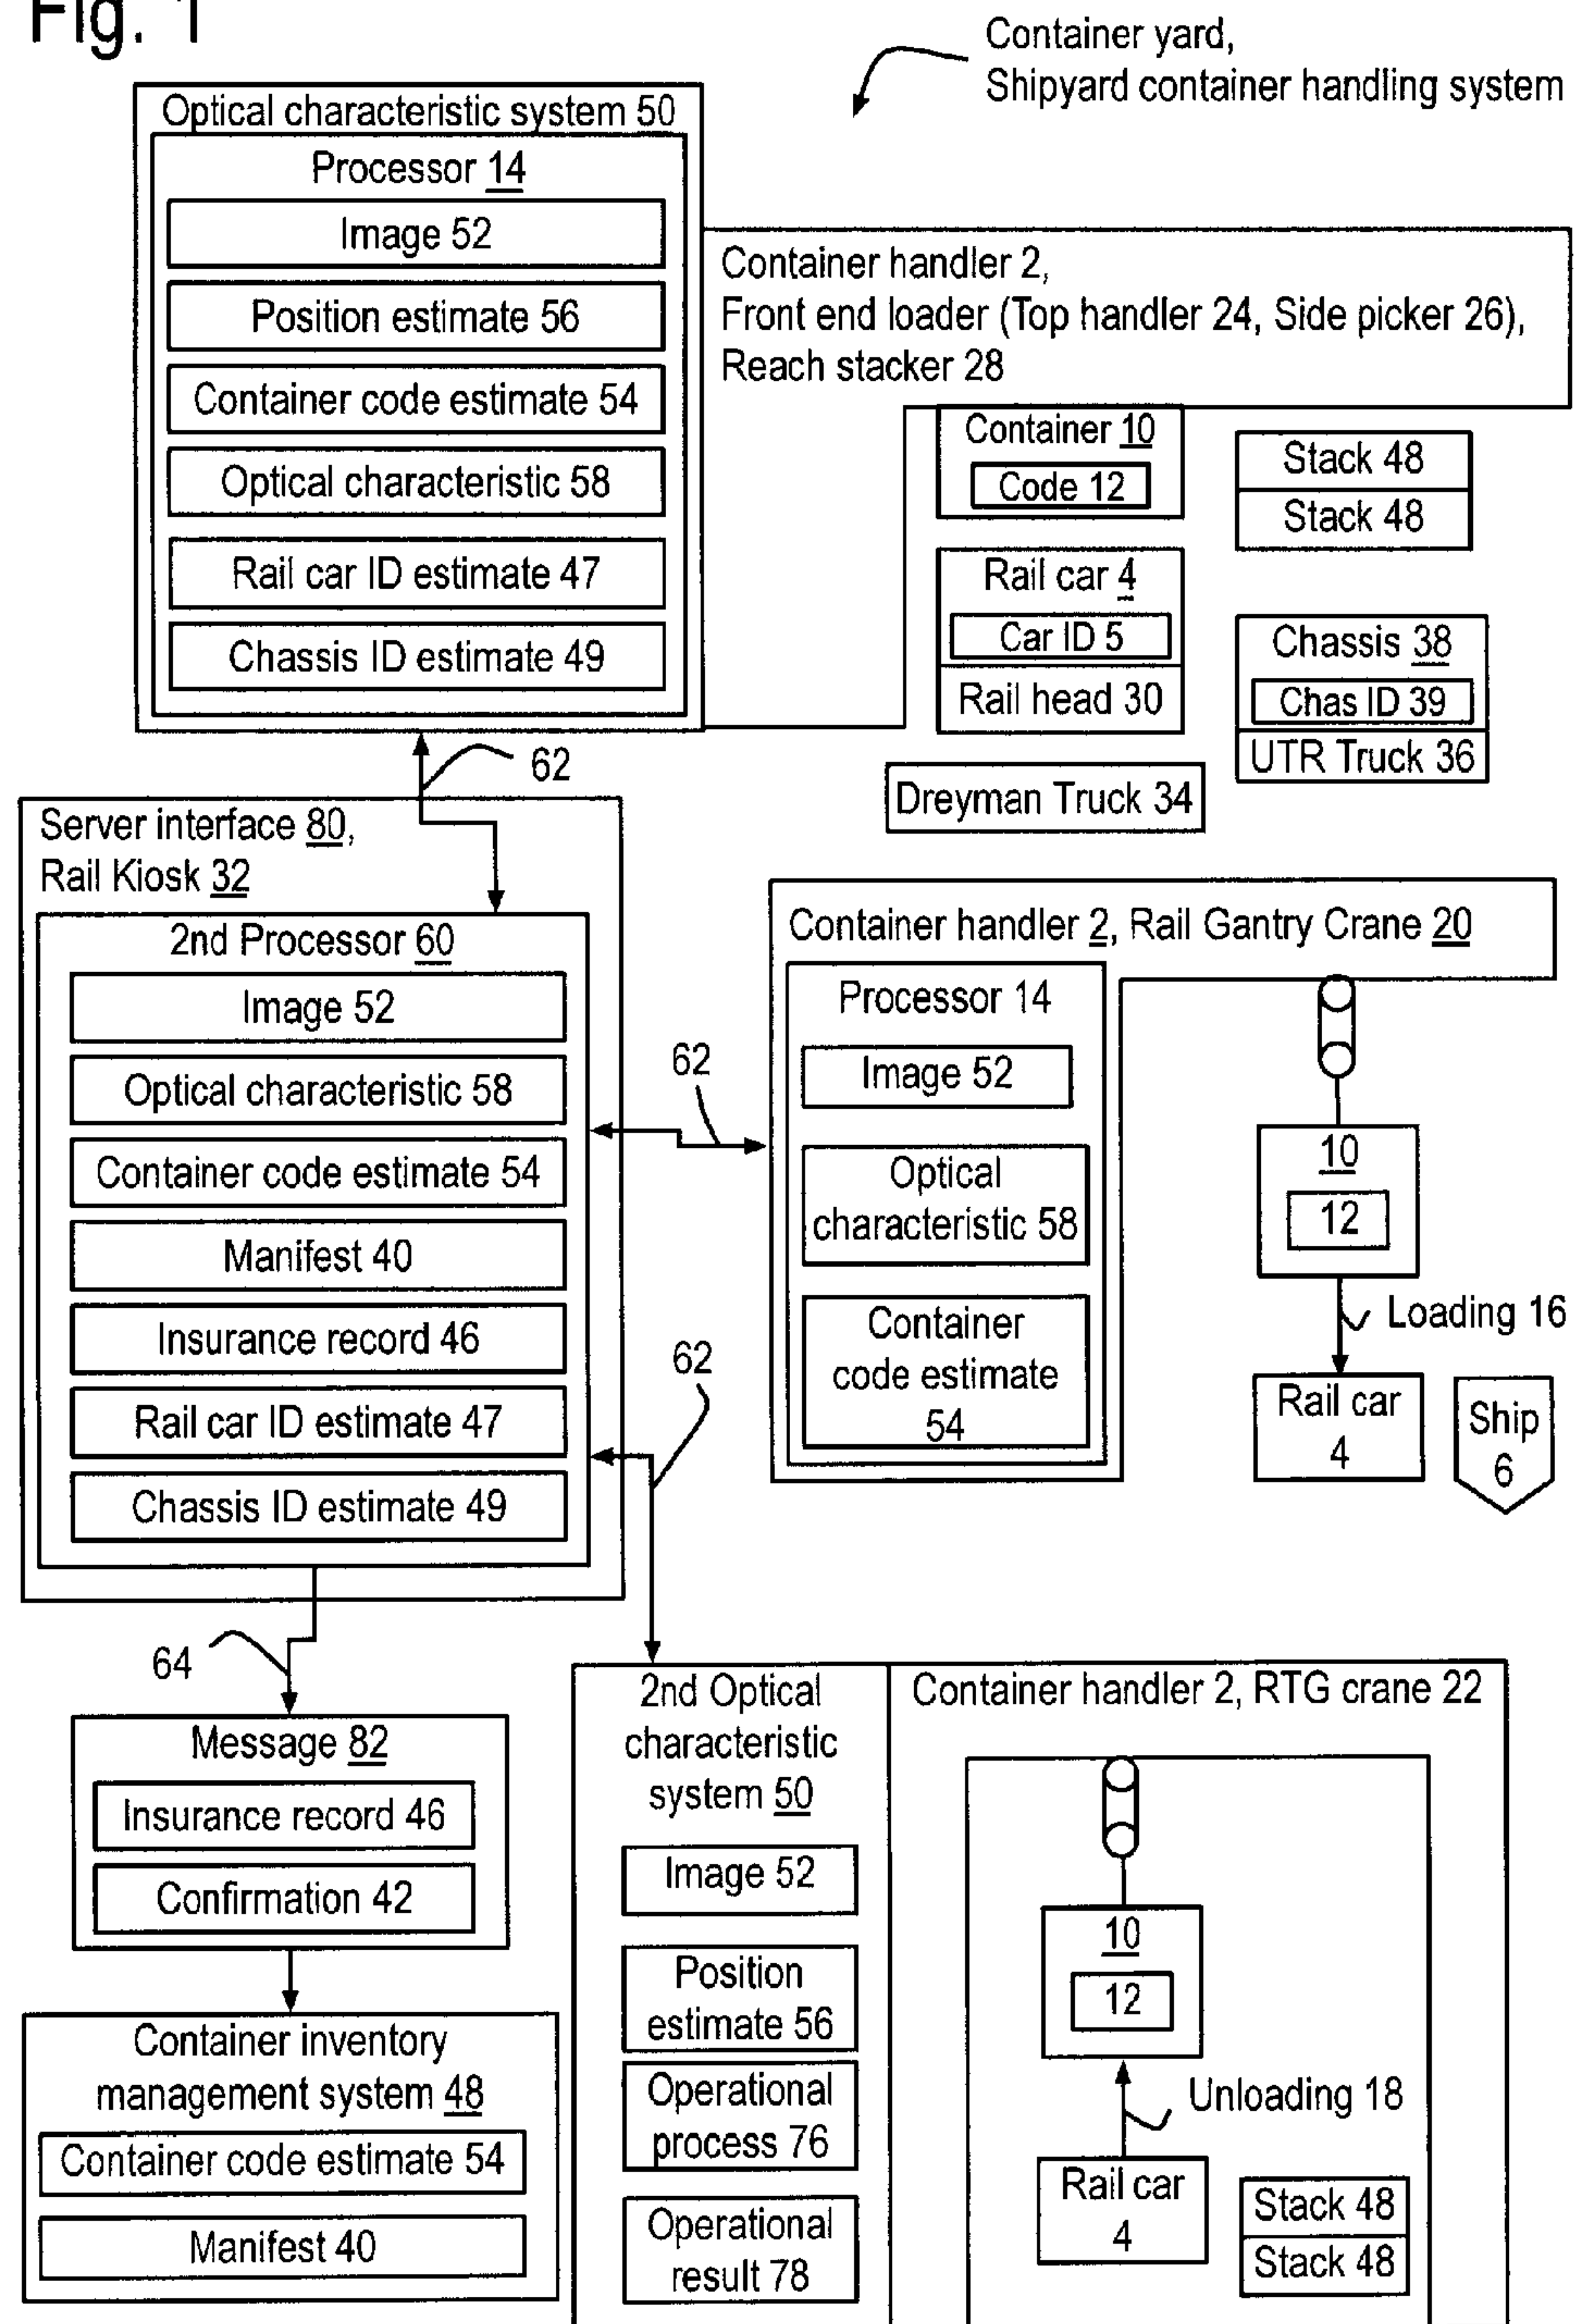 Fig. 1
Container yard,
Shipyard container handling system
Optical characteristic system 50
Processor 14
Image 52
Position estimate 56
Container code estimate 54
Optical characteristic 58
Rail car ID estimate 47
Chassis ID estimate 49
Container handler 2,
Front end loader (Top handler 24, Side picker 26),
Reach stacker 28
Container 10
Code 12
Stack 48
Stack 48
Rail car 4
Car ID 5
Rail head 30
Chassis 38
Chas ID 39
UTR Truck 36
Dreyman Truck 34
62
Server interface 80,
Rail Kiosk 32
2nd Processor 60
Image 52
Optical characteristic 58
Container code estimate 54
Manifest 40
Insurance record 46
Rail car ID estimate 47
Chassis ID estimate 49
62
62
Container handler 2, Rail Gantry Crane 20
Processor 14
Image 52
Optical
characteristic 58
Container
code estimate
54
10
12
Loading 16
Rail car
4
Ship
6
64
Message 82
Insurance record 46
Confirmation 42
Container inventory
management system 48
Container code estimate 54
Manifest 40
2nd Optical
characteristic
system 50
Image 52
Position
estimate 56
Operational
process 76
Operational
result 78
Container handler 2, RTG crane 22
10
12
Unloading 18
Rail car
4
Stack 48
Stack 48